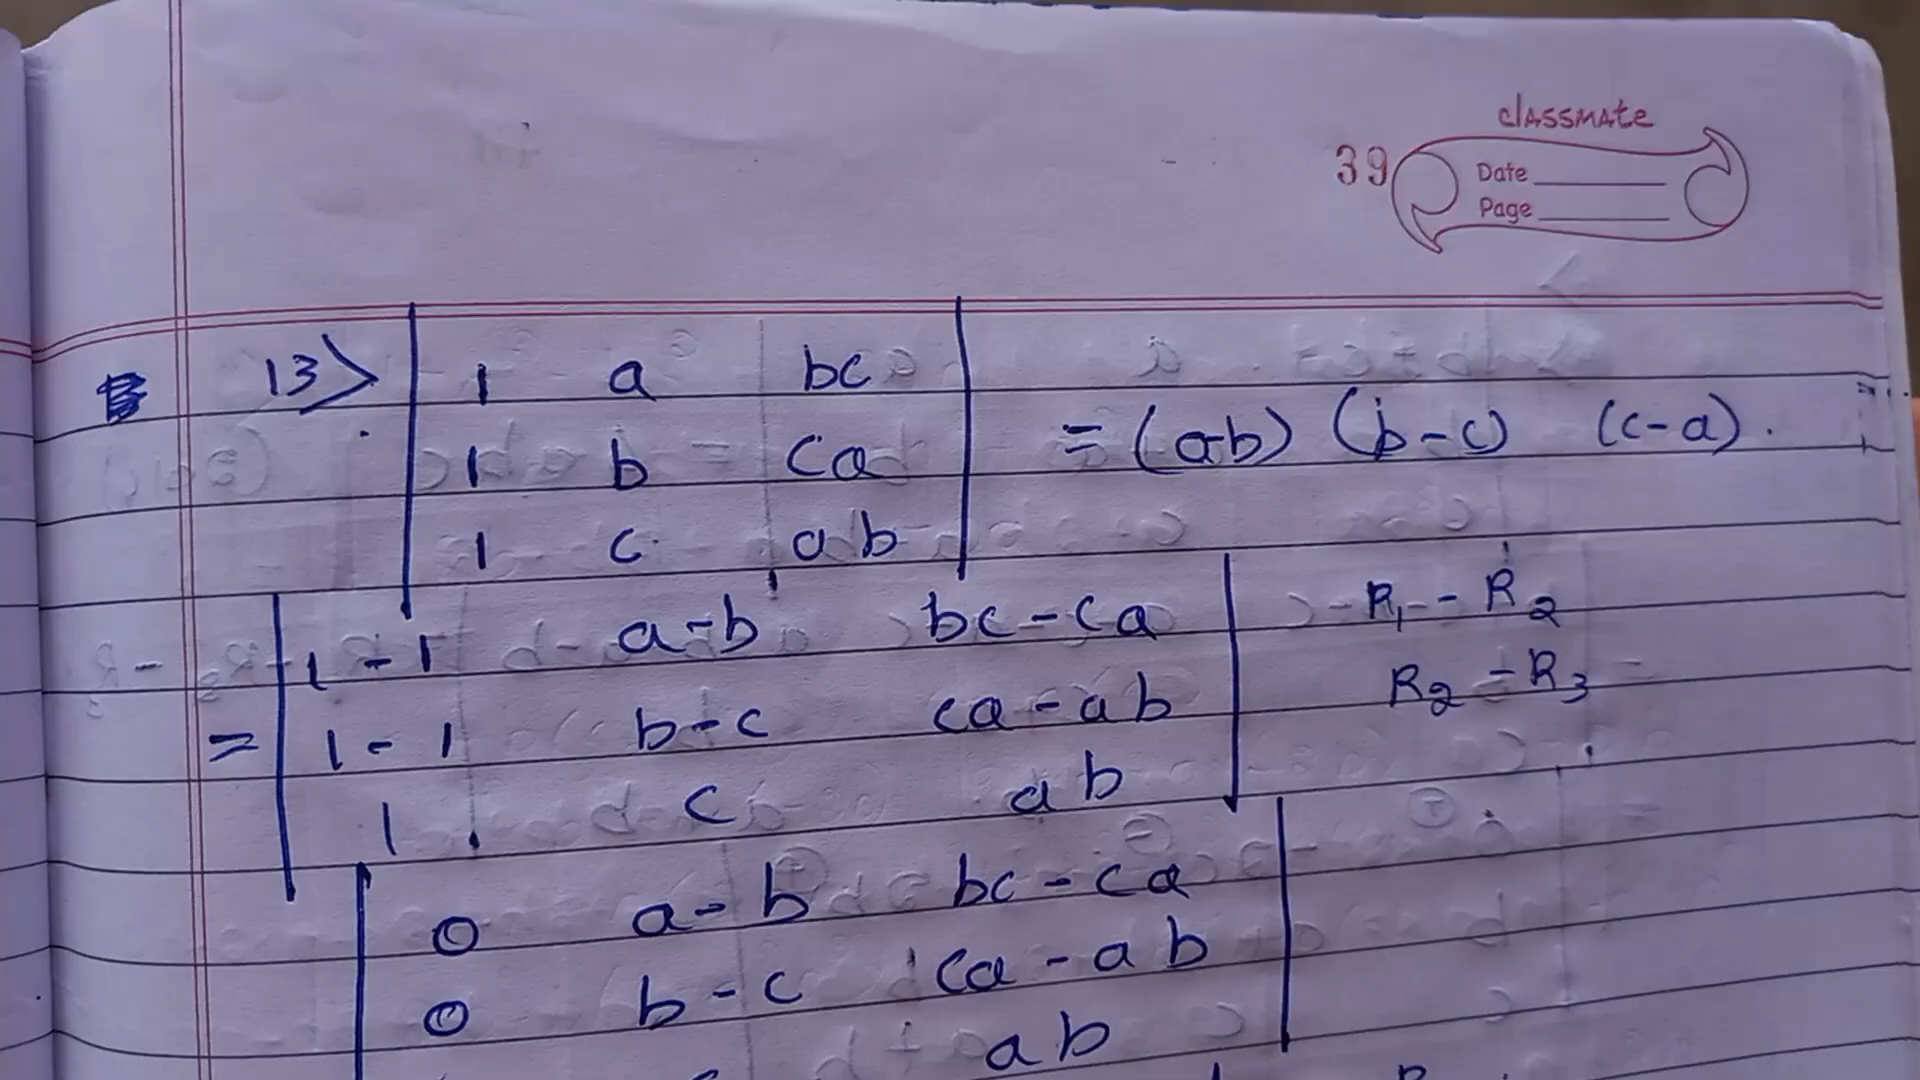 classmate
39
Date
Page
13> | 1 a bc |
| 1 b ca | = (a-b) (b-c) (c-a).
| 1 c ab |
| 1-1 a-b bc-ca | R₁-R₂
= | 1-1 b-c ca-ab | R₂-R₃
| 1 c ab |
| 0 a-b bc-ca |
| 0 b-c ca-ab |
ab